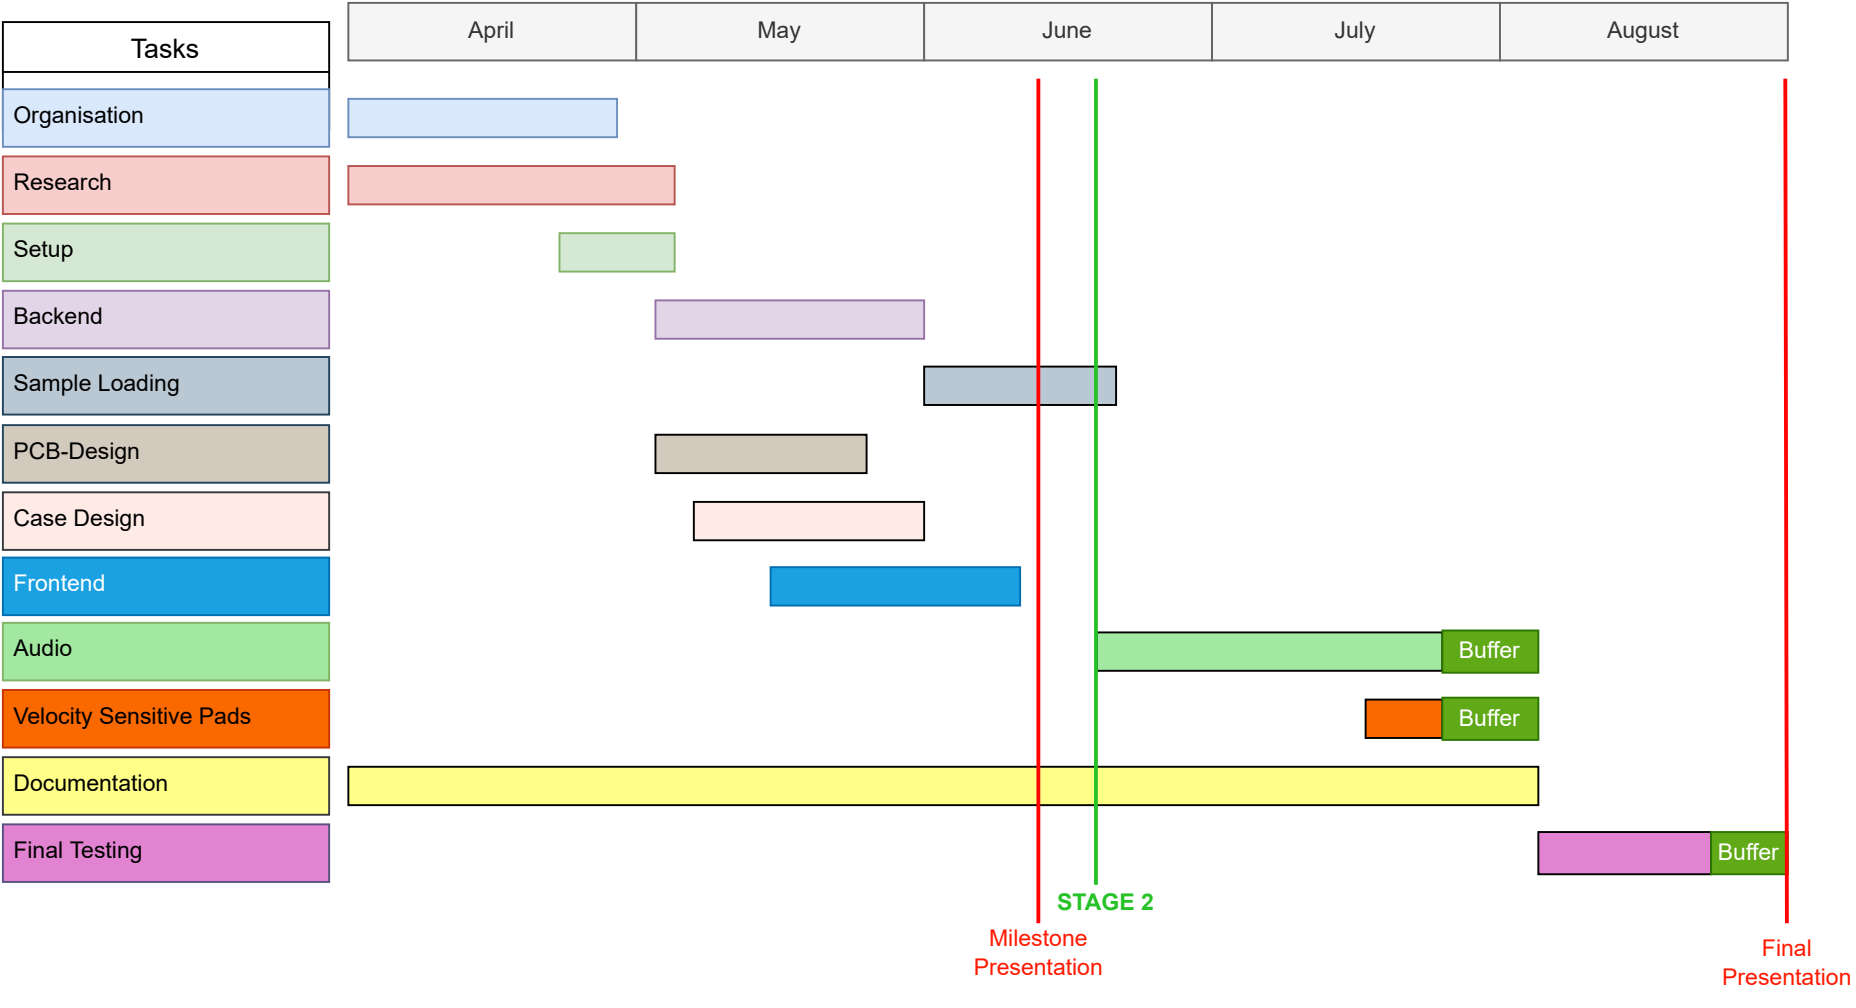 April May June July August
Tasks
Organisation
Research
Setup
Backend
Sample Loading
PCB-Design
Case Design
Frontend
Audio Buffer
Velocity Sensitive Pads Buffer
Documentation
Final Testing Buffer
STAGE 2
Milestone
Presentation
Final
Presentation